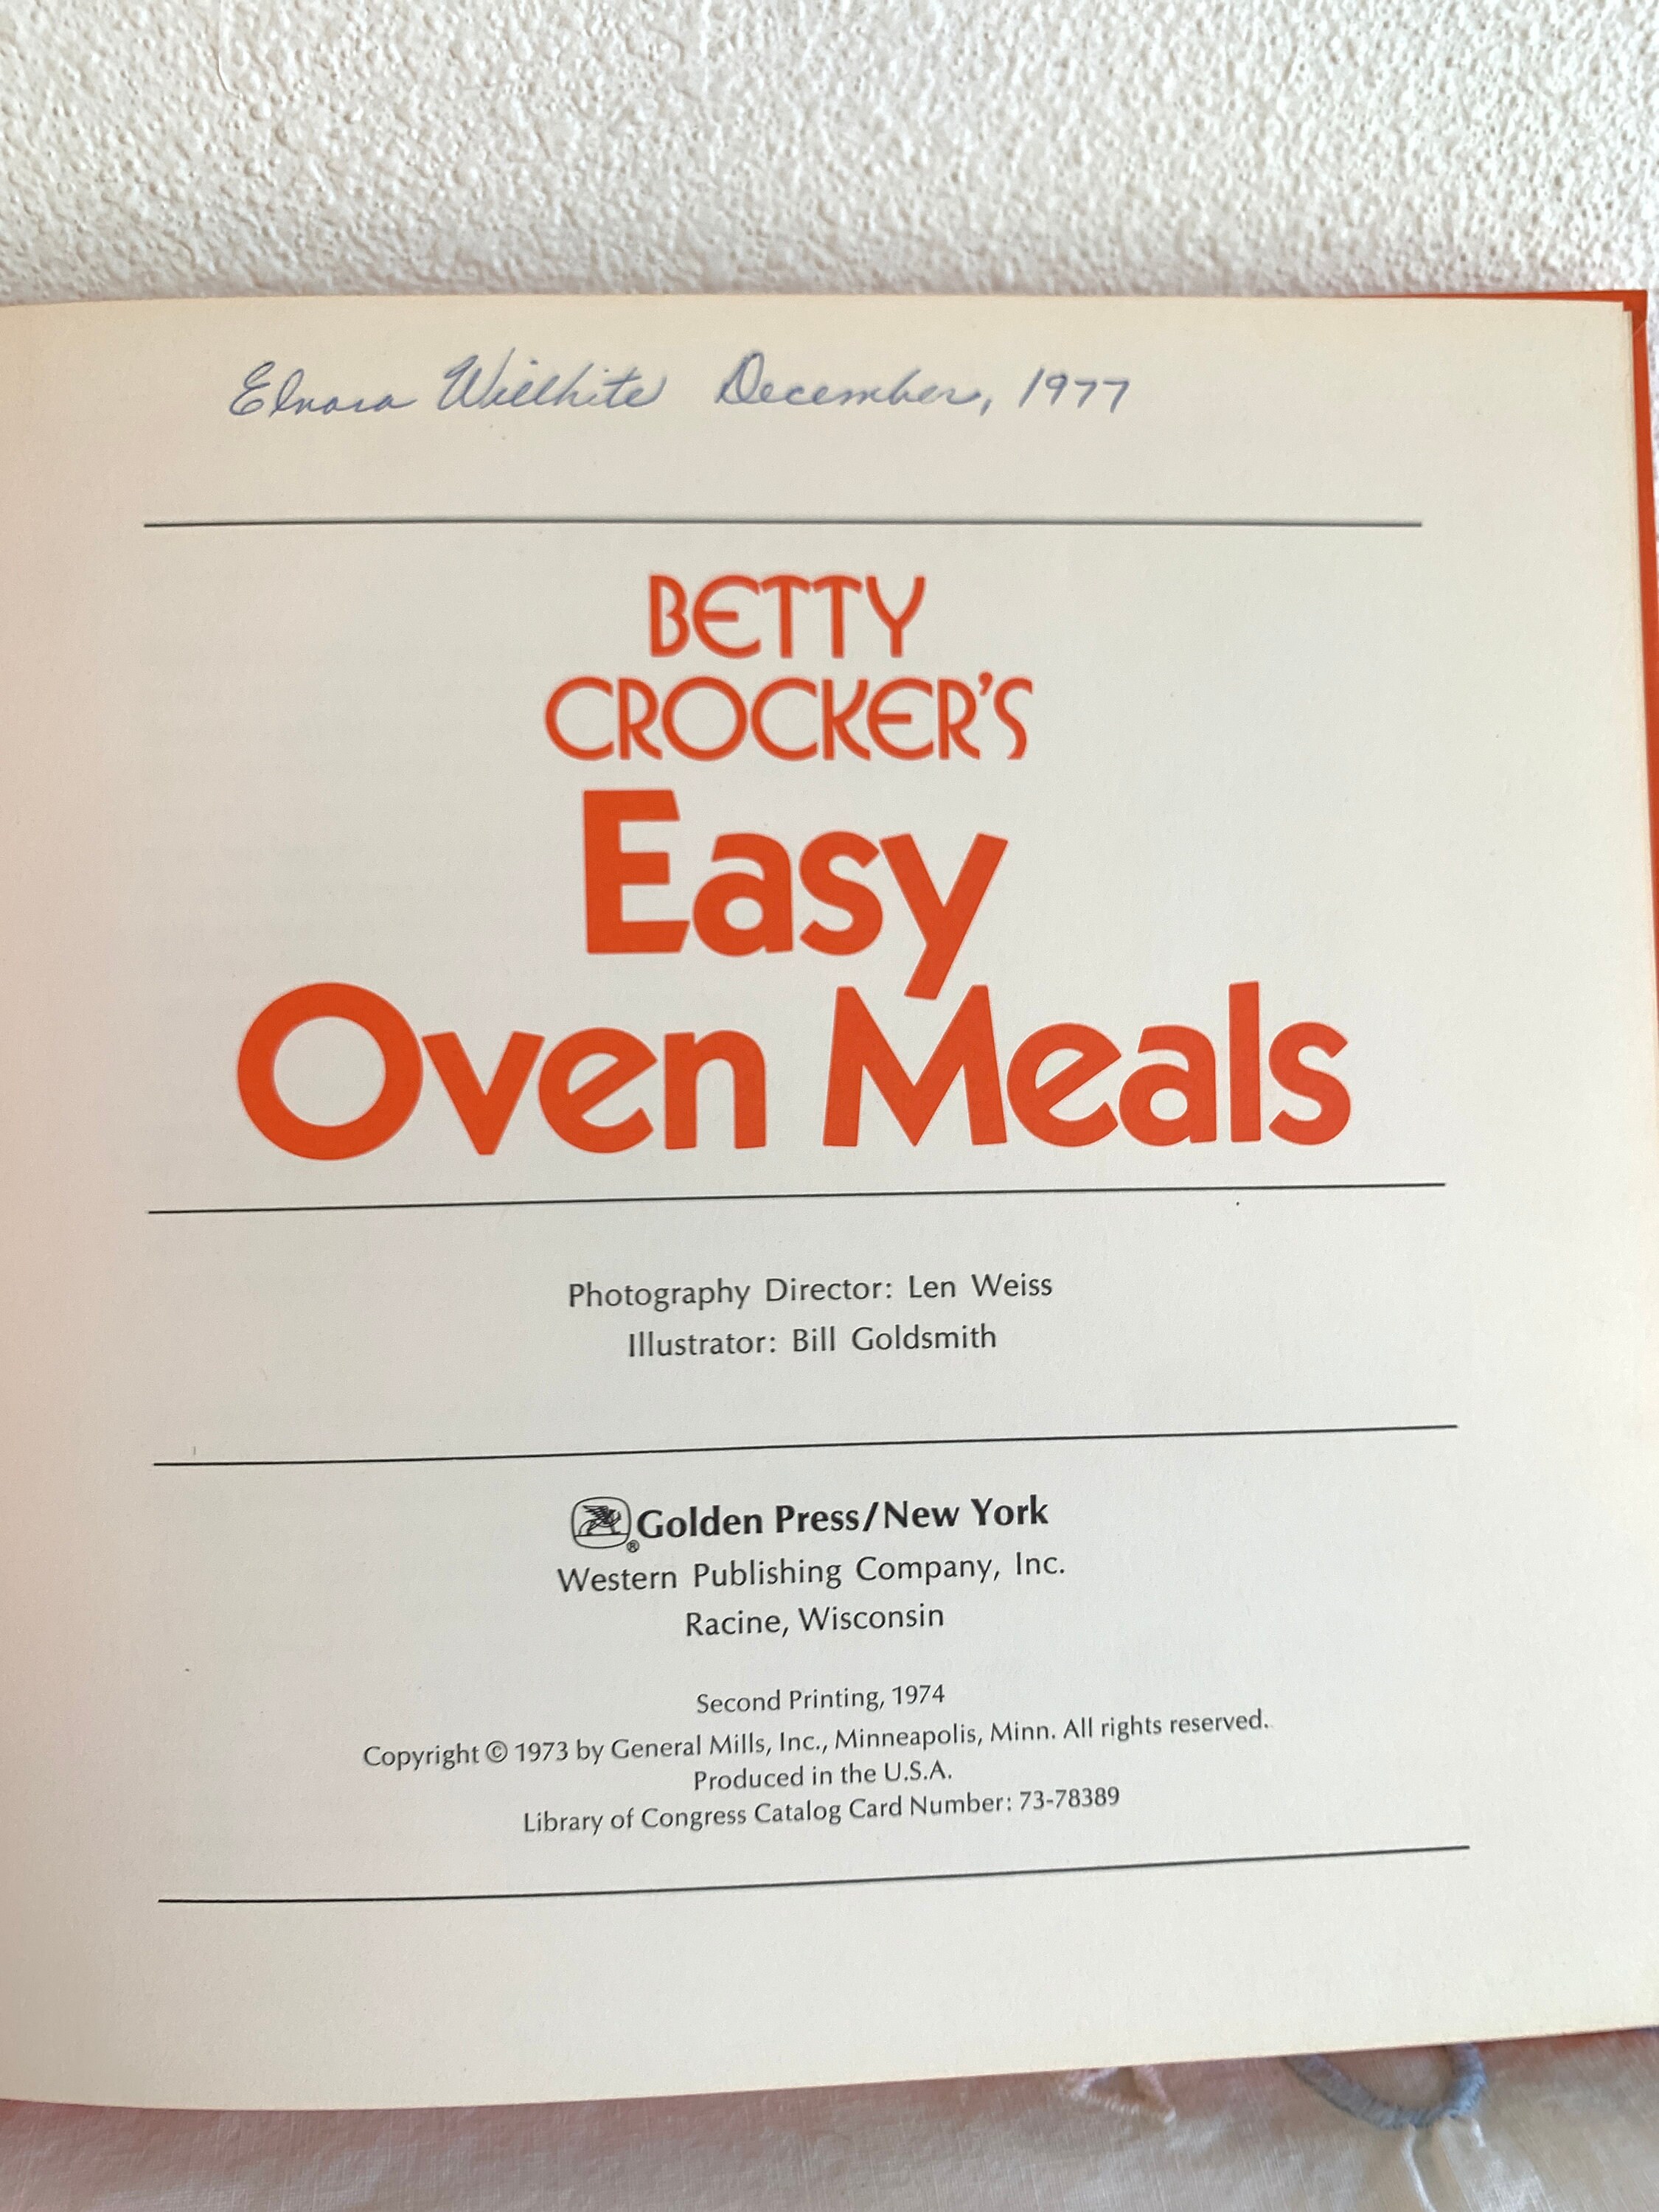 Elnora Wilhite December, 1977
BETTY
CROCKER'S
Easy
Oven Meals
Photography Director: Len Weiss
Illustrator: Bill Goldsmith
®Golden Press/New York
Western Publishing Company, Inc.
Racine, Wisconsin
Second Printing, 1974
Copyright © 1973 by General Mills, Inc., Minneapolis, Minn. All rights reserved.
Produced in the U.S.A.
Library of Congress Catalog Card Number: 73-78389